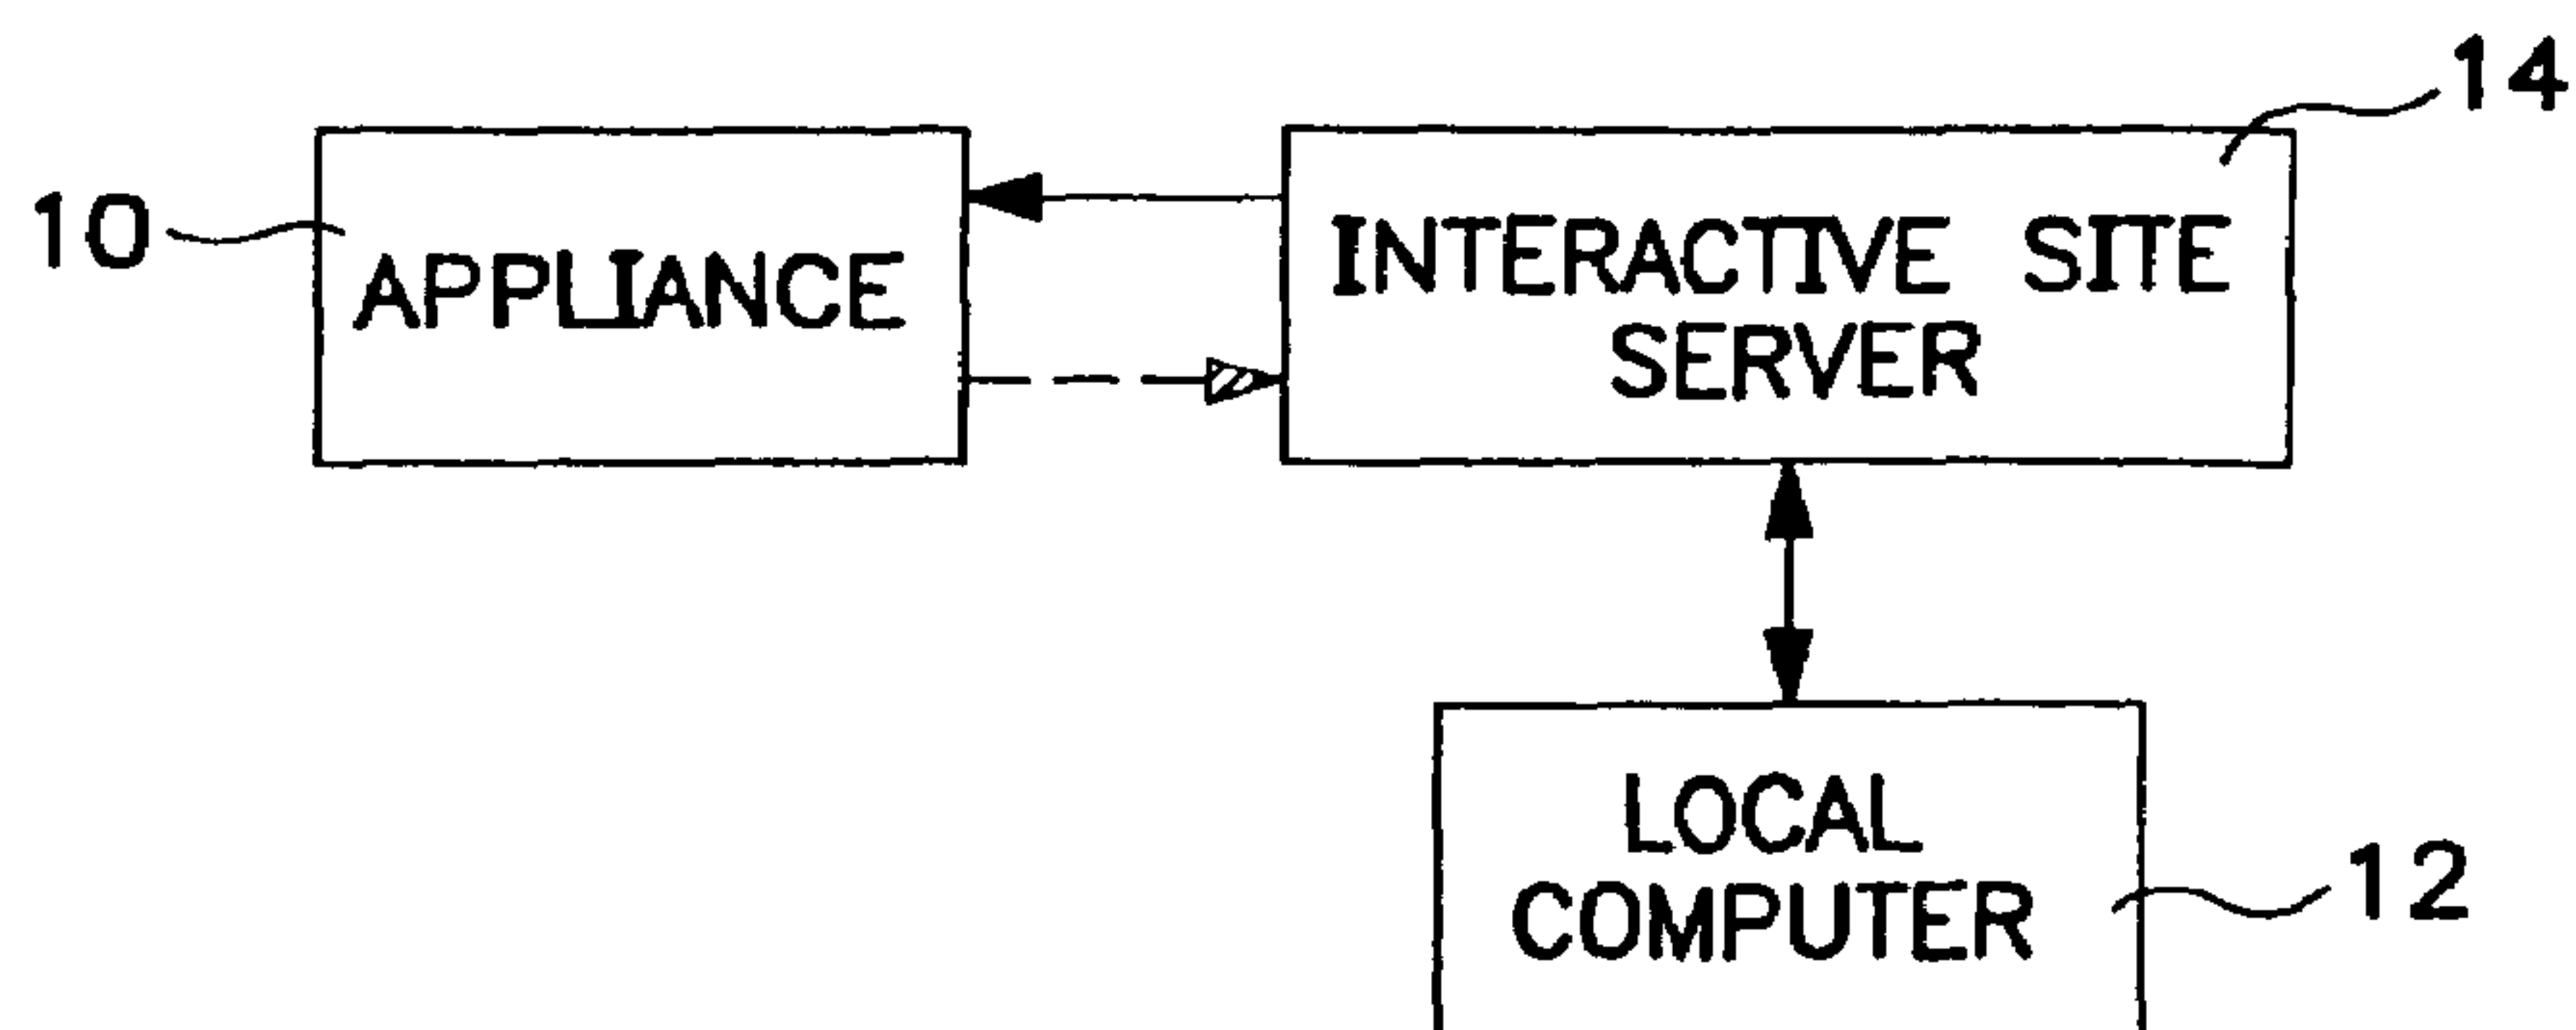 14
10
APPLIANCE
INTERACTIVE SITE
SERVER
LOCAL
COMPUTER
12